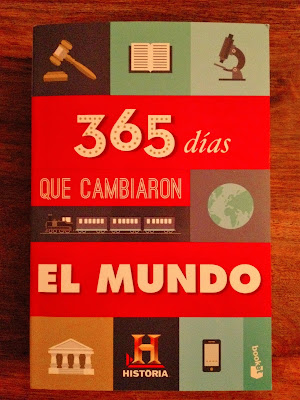 365 días
QUE CAMBIARON
EL MUNDO
H
HISTORIA
booket